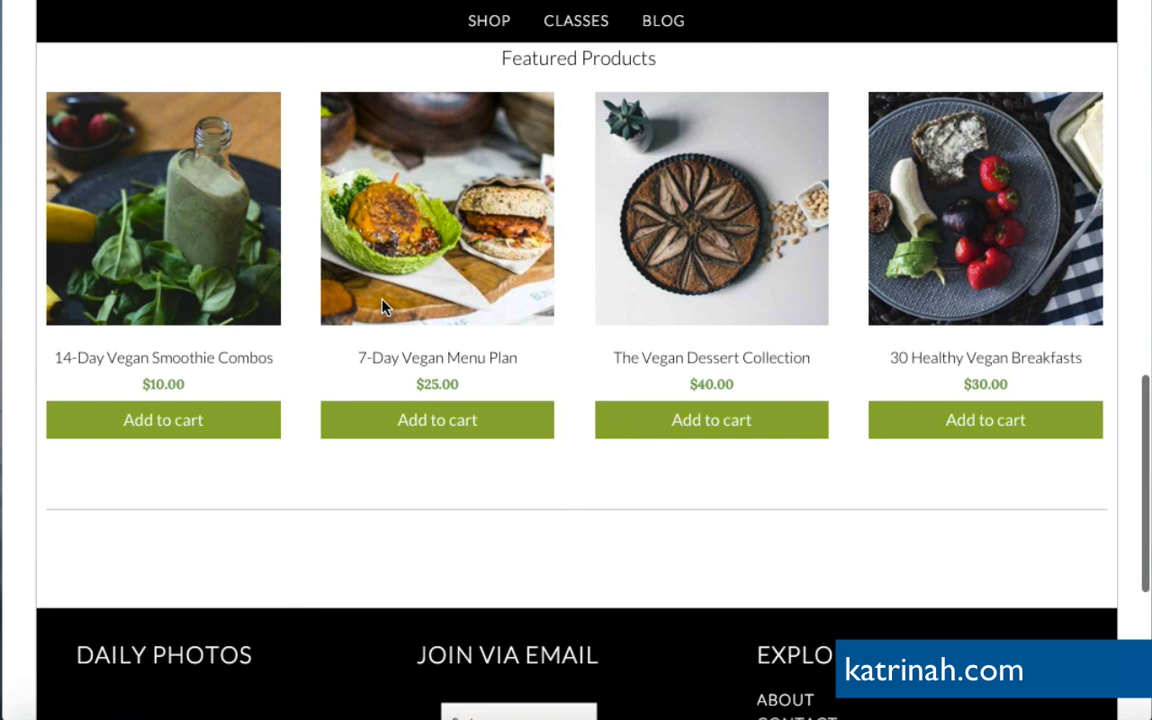 SHOP CLASSES BLOG
Featured Products
14-Day Vegan Smoothie Combos
$10.00
Add to cart
7-Day Vegan Menu Plan
$25.00
Add to cart
The Vegan Dessert Collection
$40.00
Add to cart
30 Healthy Vegan Breakfasts
$30.00
Add to cart
DAILY PHOTOS
JOIN VIA EMAIL
EXPLO
ABOUT
katrinah.com